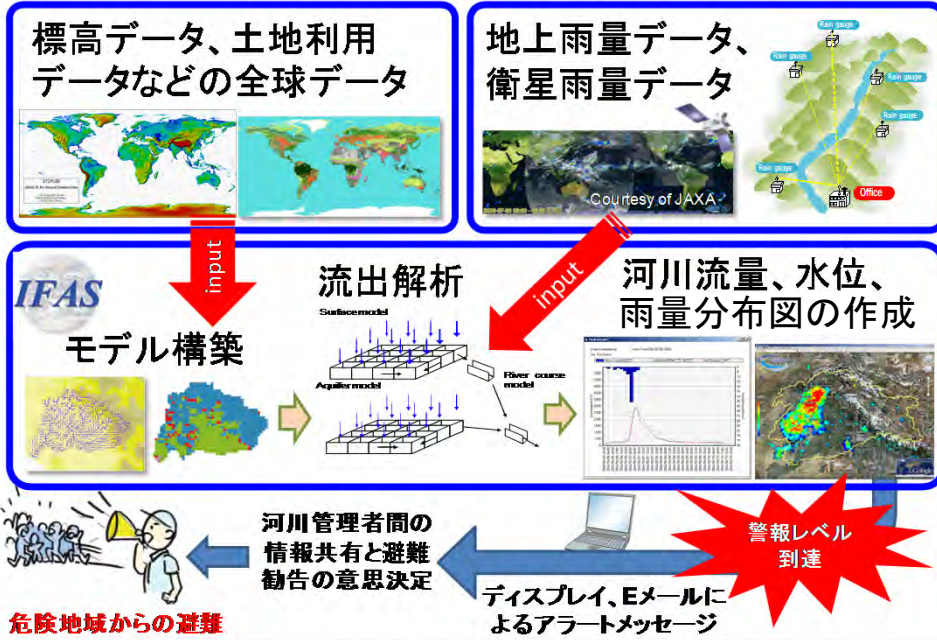 標高データ、土地利用
データなどの全球データ
地上雨量データ、
衛星雨量データ
Rain gauge
Rain gauge
Rain gauge
Rain gauge
Rain gauge
Office
Courtesy of JAXA
input
input
IFAS
モデル構築
流出解析
Surface model
Aquifer model
River course
model
河川流量、水位、
雨量分布図の作成
警報レベル
到達
ディスプレイ、Eメールに
よるアラートメッセージ
河川管理者間の
情報共有と避難
勧告の意思決定
危険地域からの避難